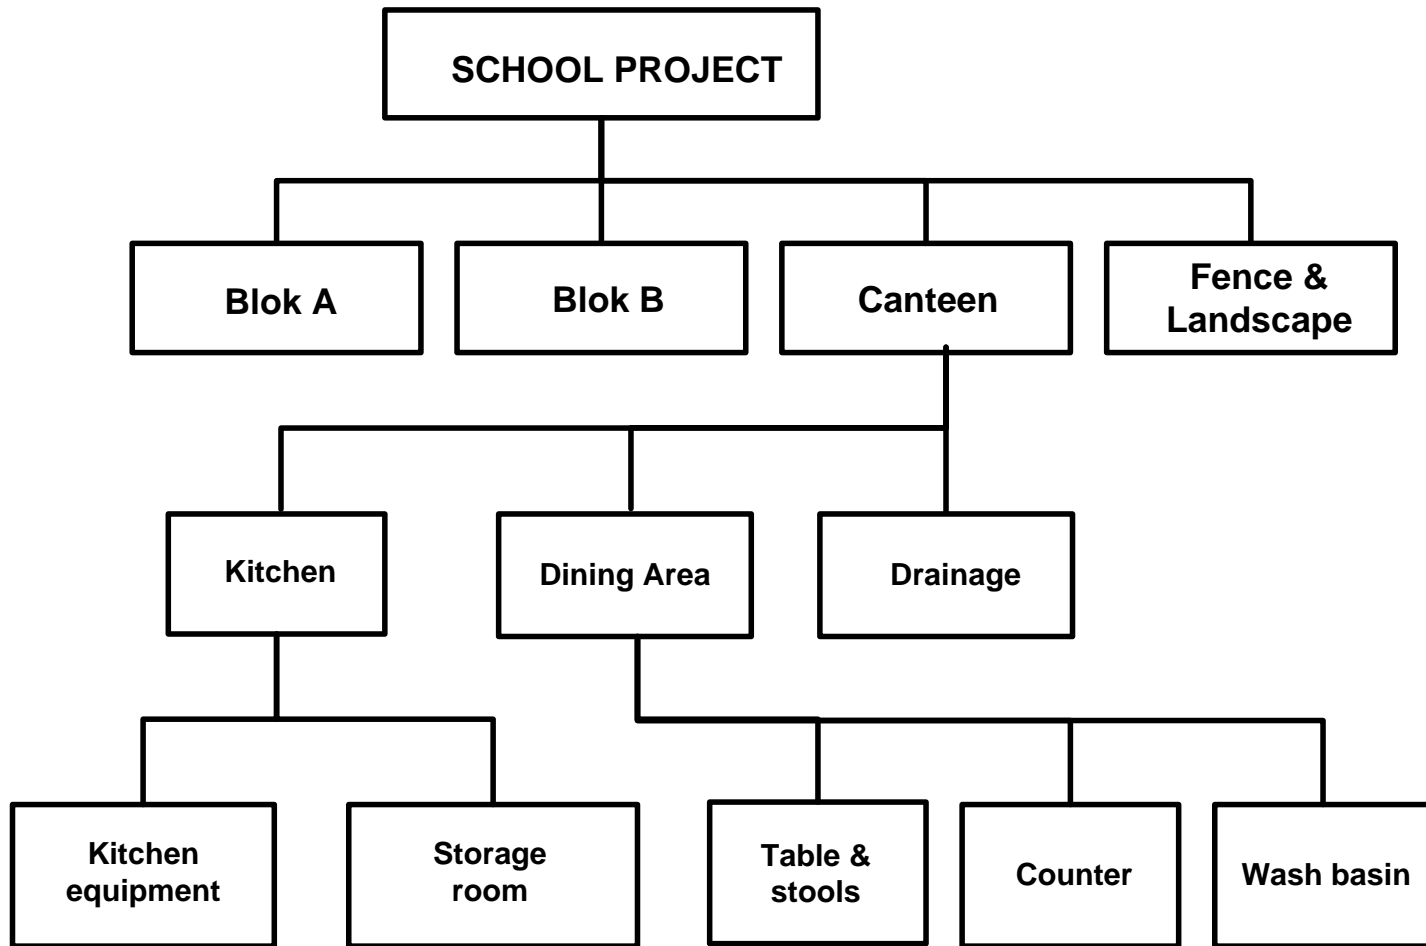 SCHOOL PROJECT
Blok A
Blok B
Canteen
Fence &
Landscape
Kitchen
Dining Area
Drainage
Kitchen
equipment
Storage
room
Table &
stools
Counter
Wash basin